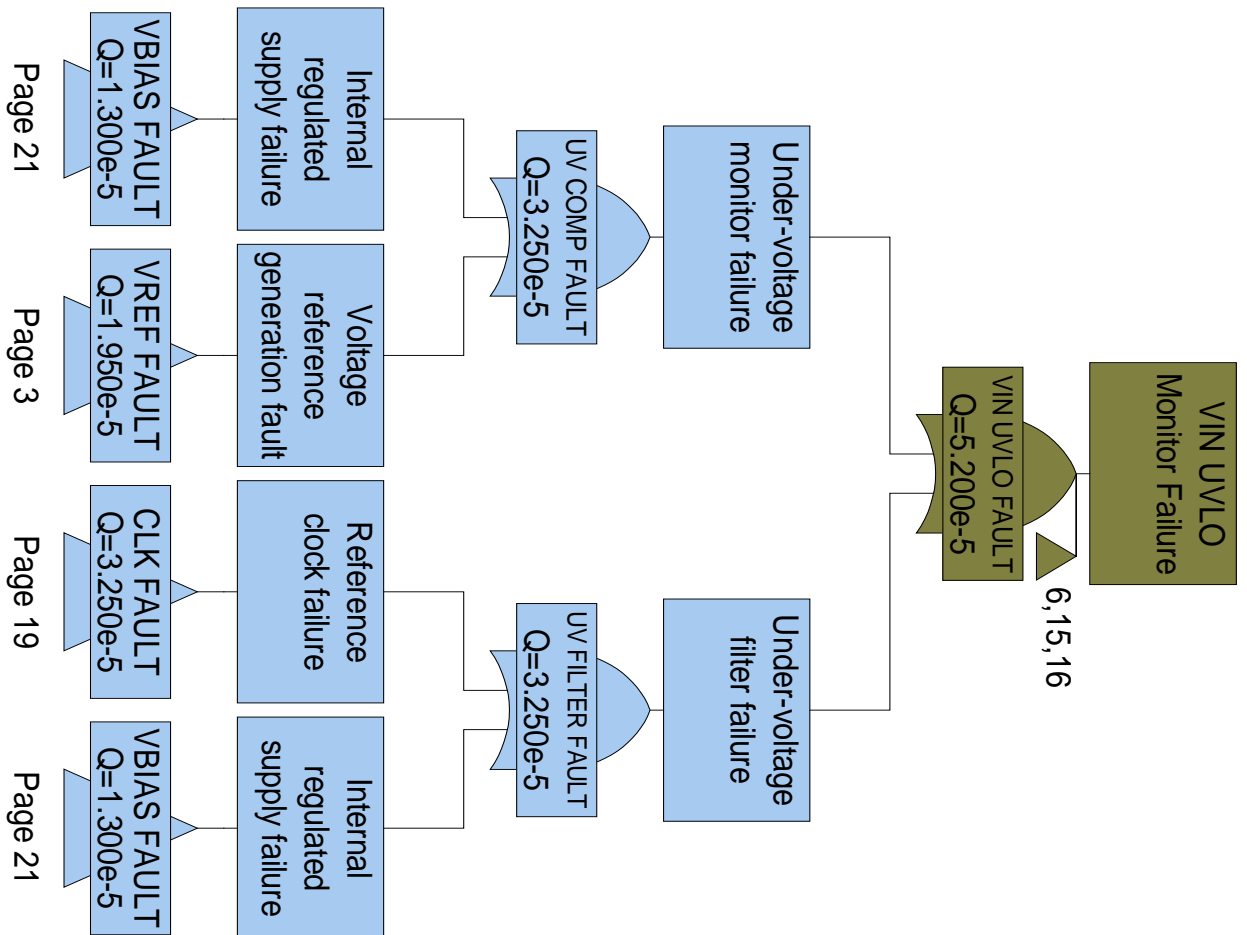 VIN UVLO
Monitor Failure
VIN UVLO FAULT
Q=5.200e-5
6,15,16
Under-voltage
monitor failure
UV COMP FAULT
Q=3.250e-5
Under-voltage
filter failure
UV FILTER FAULT
Q=3.250e-5
Internal
regulated
supply failure
VBIAS FAULT
Q=1.300e-5
Page 21
Voltage
reference
generation fault
VREF FAULT
Q=1.950e-5
Page 3
Reference
clock failure
CLK FAULT
Q=3.250e-5
Page 19
Internal
regulated
supply failure
VBIAS FAULT
Q=1.300e-5
Page 21